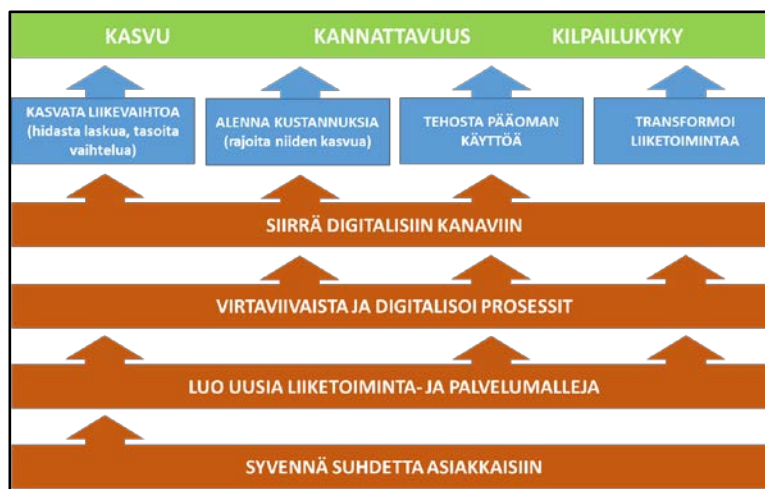 KASVU KANNATTAVUUS KILPAILUKYKY
KASVATA LIIKEVAIHTOA
(hidasta laskua, tasoita
vaihtelua)
ALENNA KUSTANNUKSIA
(rajoita niiden kasvua)
TEHOSTA PÄÄOMAN
KÄYTTÖÄ
TRANSFORMOI
LIIKETOIMINTAA
SIIRRÄ DIGITALISIIN KANAVIIN
VIRTAVIIVAISTA JA DIGITALISOI PROSESSIT
LUO UUSIA LIIKETOIMINTA- JA PALVELUMALLEJA
SYVENNÄ SUHDETTA ASIAKKAISIIN